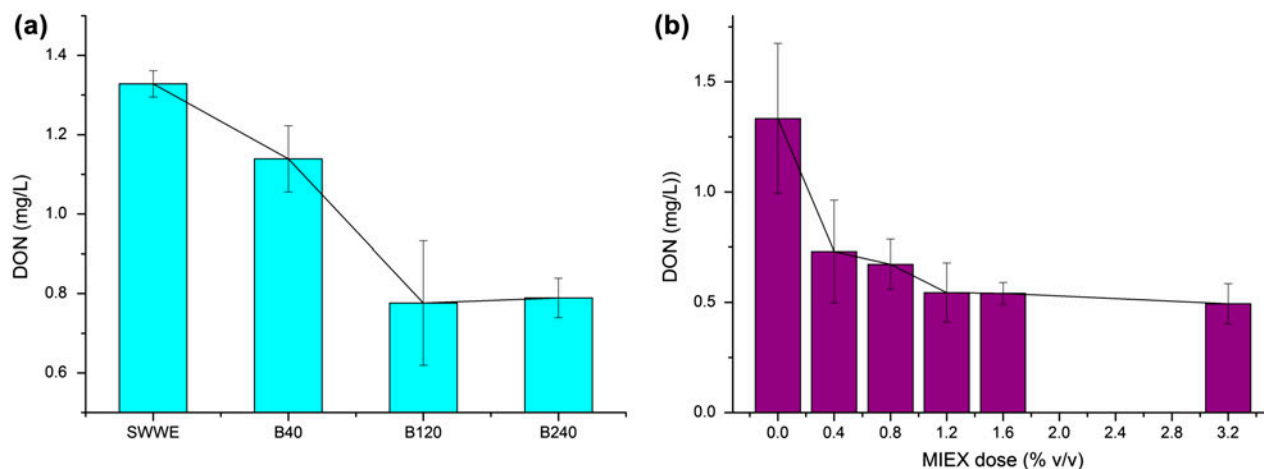 (a)
1.4
1.2
1.0
0.8
0.6
DON (mg/L)
SWWE B40 B120 B240
(b)
1.5
1.0
0.5
0.0
DON (mg/L))
0.0 0.4 0.8 1.2 1.6 2.0 2.4 2.8 3.2
MIEX dose (% v/v)